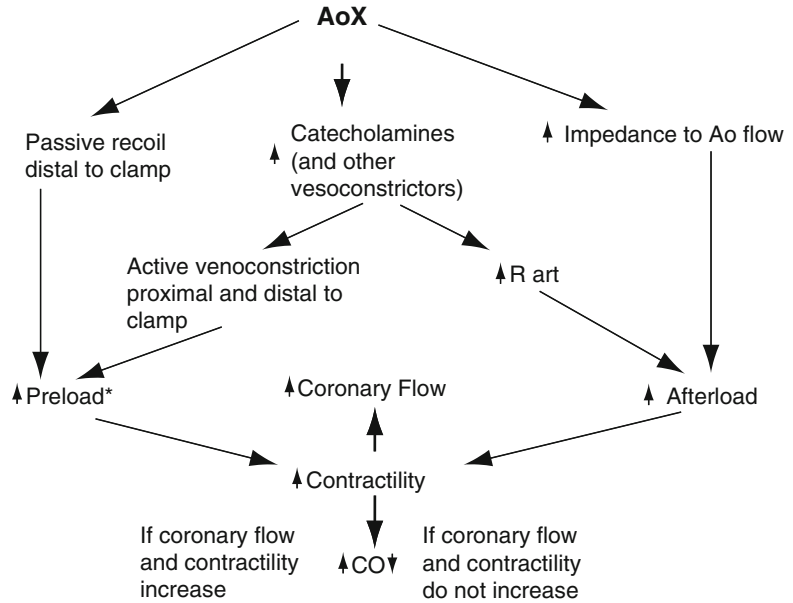 AoX
Passive recoil
distal to clamp
Catecholamines
(and other
vesoconstrictors)
Impedance to Ao flow
Active venoconstriction
proximal and distal to
clamp
R art
Preload*
Coronary Flow
Afterload
Contractility
If coronary flow
and contractility
increase
CO
If coronary flow
and contractility
do not increase